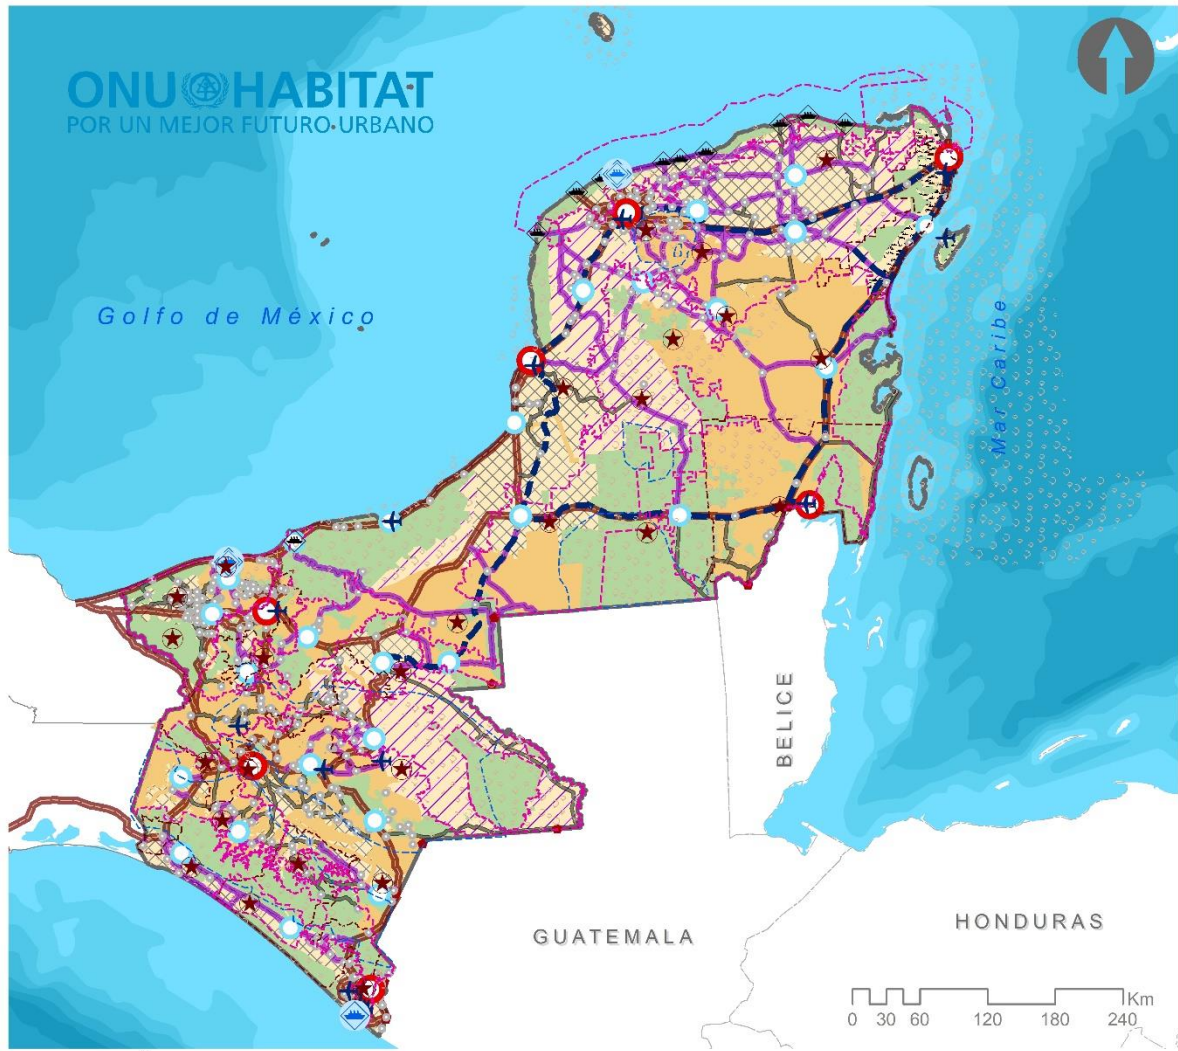 ONU HABITAT
POR UN MEJOR FUTURO URBANO
Golfo de México
Mar Caribe
BELICE
GUATEMALA
HONDURAS
Km
0 30 60 120 180 240